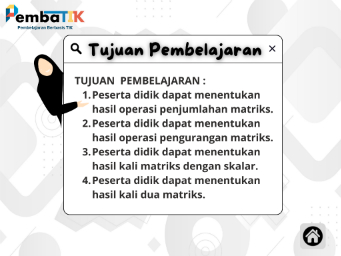 PembaTIK
Pembelajaran Berbasis TIK
Tujuan Pembelajaran
TUJUAN PEMBELAJARAN :
1. Peserta didik dapat menentukan
hasil operasi penjumlahan matriks.
2. Peserta didik dapat menentukan
hasil operasi pengurangan matriks.
3. Peserta didik dapat menentukan
hasil kali matriks dengan skalar.
4. Peserta didik dapat menentukan
hasil kali dua matriks.